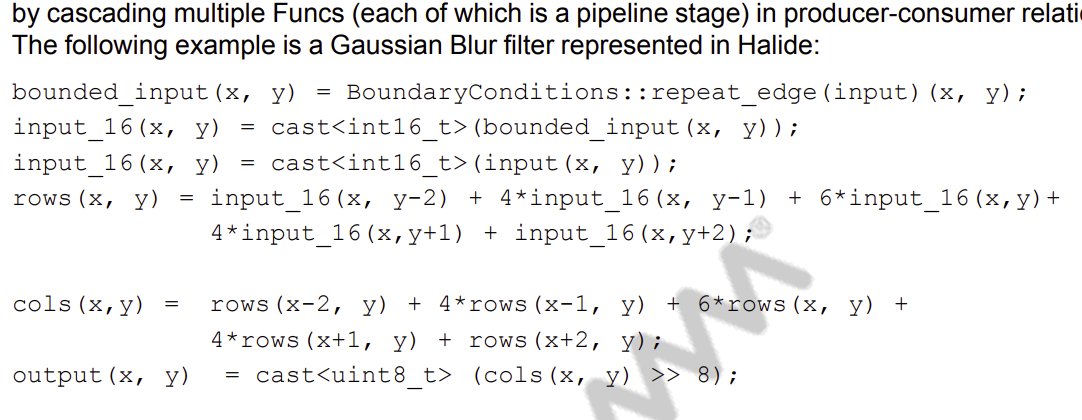 by cascading multiple Funcs (each of which is a pipeline stage) in producer-consumer
The following example is a Gaussian Blur filter represented in Halide:
bounded_input(x, y) = BoundaryConditions::repeat_edge(input)(x, y);
input_16(x, y) = cast<int16_t>(bounded_input(x, y));
input_16(x, y) = cast<int16_t>(input(x, y));
rows(x, y) = input_16(x, y-2) + 4*input_16(x, y-1) + 6*input_16(x,y)+
4*input_16(x,y+1) + input_16(x,y+2);
cols(x,y) = rows(x-2, y) + 4*rows(x-1, y) + 6*rows(x, y) +
4*rows(x+1, y) + rows(x+2, y);
output(x, y) = cast<uint8_t> (cols(x, y) >> 8);